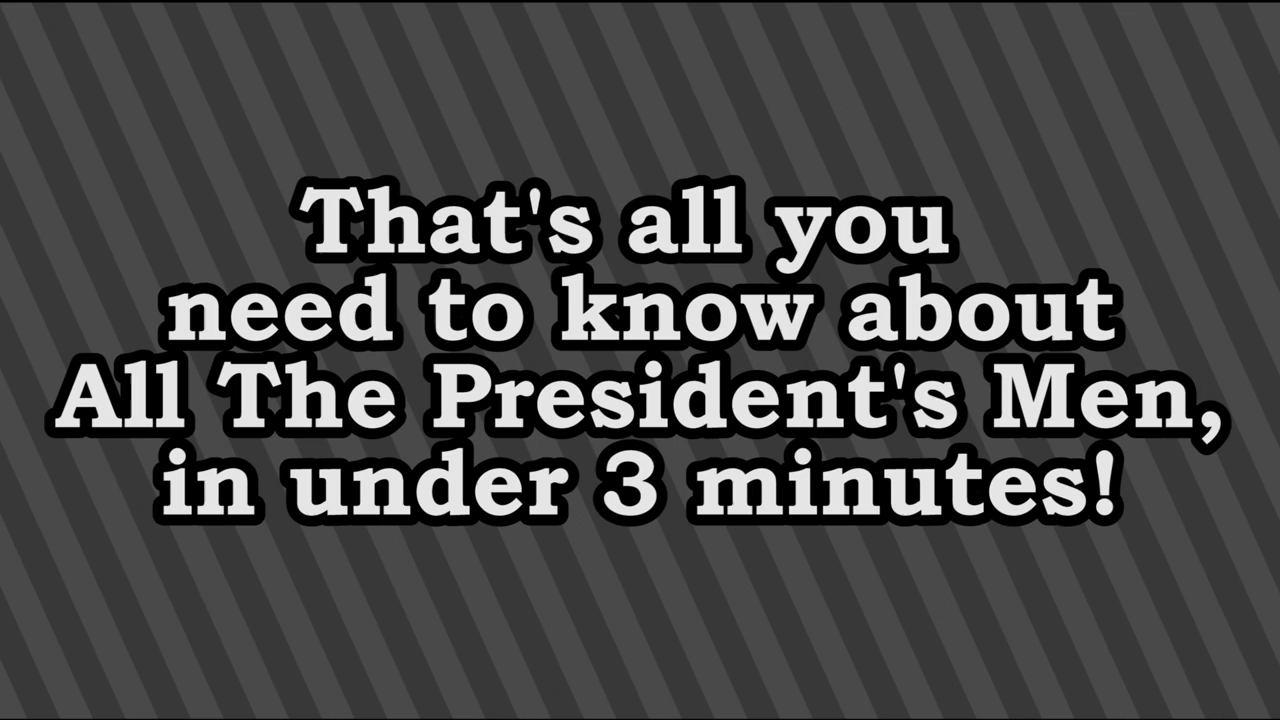 That's all you
need to know about
All The President's Men,
in under 3 minutes!